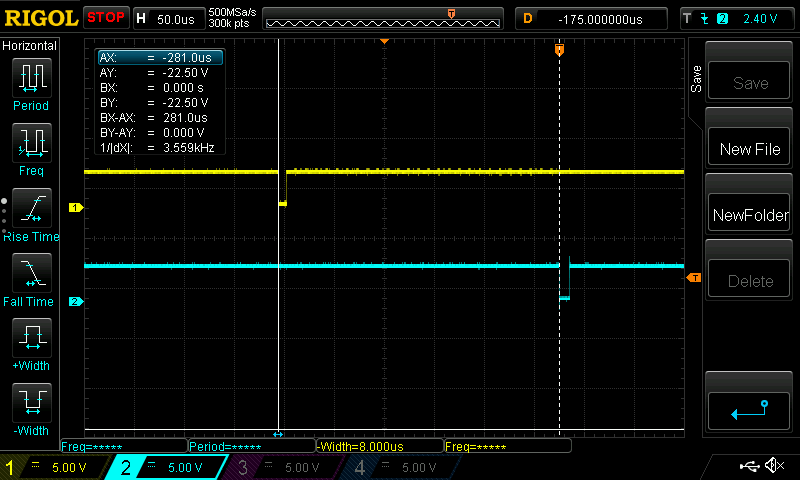 RIGOL STOP H 50.0us 500MSa/s 300k pts T D -175.000000us T 2 2.40 V
Horizontal
Period
Freq
Rise Time
Fall Time
+Width
-Width
AX: = -281.0us
AY: = -22.50 V
BX: = 0.000 s
BY: = -22.50 V
BX-AX: = 281.0us
BY-AY: = 0.000 V
1/|dX|: = 3.559kHz
T
1
2
T
Save
Save
New File
NewFolder
Delete
Freq=***** Period=***** -Width=8.000us Freq=*****
1 = 5.00 V 2 = 5.00 V 3 = 5.00 V 4 = 5.00 V